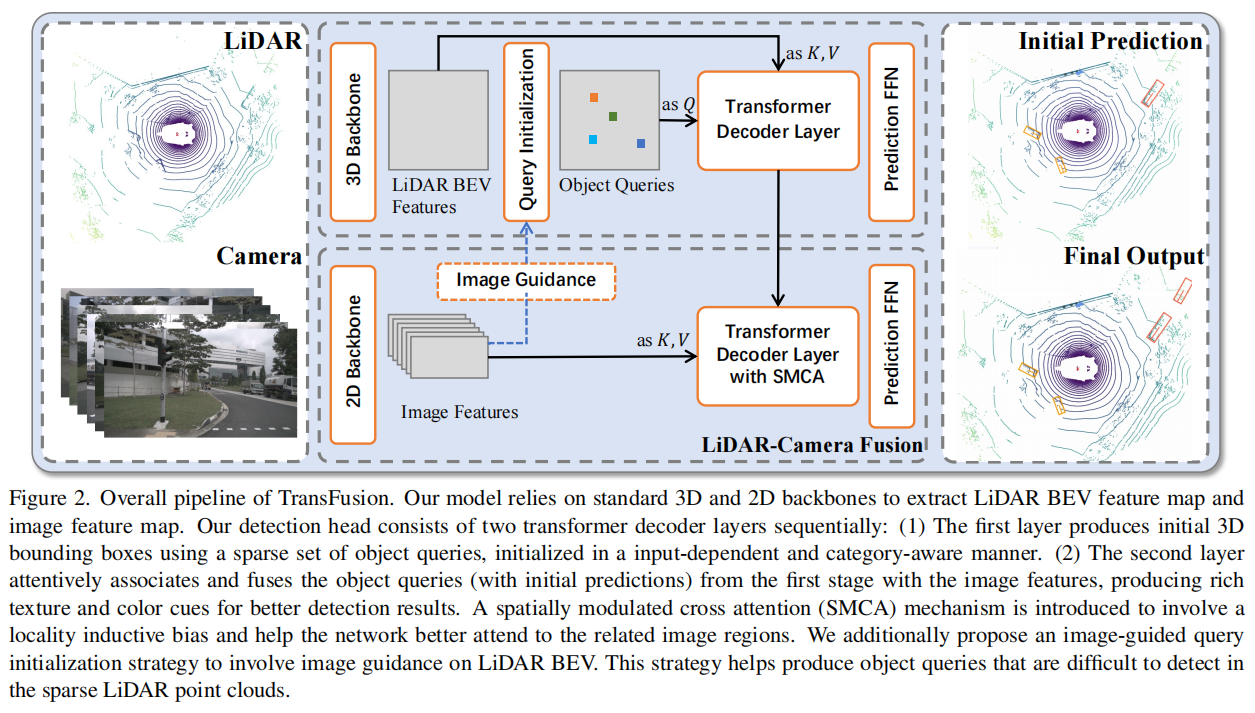 LiDAR
Camera
3D Backbone
LiDAR BEV
Features
Query Initialization
Object Queries
as K, V
as Q
Transformer
Decoder Layer
Prediction FFN
Image Guidance
2D Backbone
Image Features
as K, V
Transformer
Decoder Layer
with SMCA
Prediction FFN
LiDAR-Camera Fusion
Initial Prediction
Final Output
Figure 2. Overall pipeline of TransFusion. Our model relies on standard 3D and 2D backbones to extract LiDAR BEV feature map and
image feature map. Our detection head consists of two transformer decoder layers sequentially: (1) The first layer produces initial 3D
bounding boxes using a sparse set of object queries, initialized in a input-dependent and category-aware manner. (2) The second layer
attentively associates and fuses the object queries (with initial predictions) from the first stage with the image features, producing rich
texture and color cues for better detection results. A spatially modulated cross attention (SMCA) mechanism is introduced to involve a
locality inductive bias and help the network better attend to the related image regions. We additionally propose an image-guided query
initialization strategy to involve image guidance on LiDAR BEV. This strategy helps produce object queries that are difficult to detect in
the sparse LiDAR point clouds.